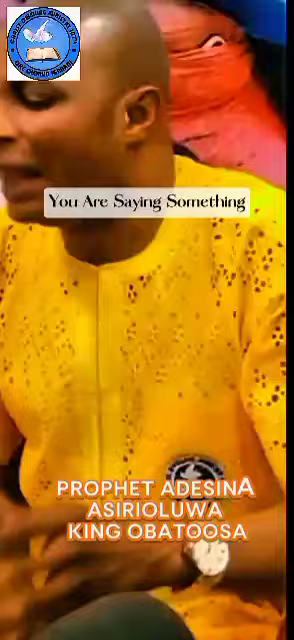 You Are Saying Something
PROPHET ADESINA
ASIRIOLUWA
KING OBATOOSA